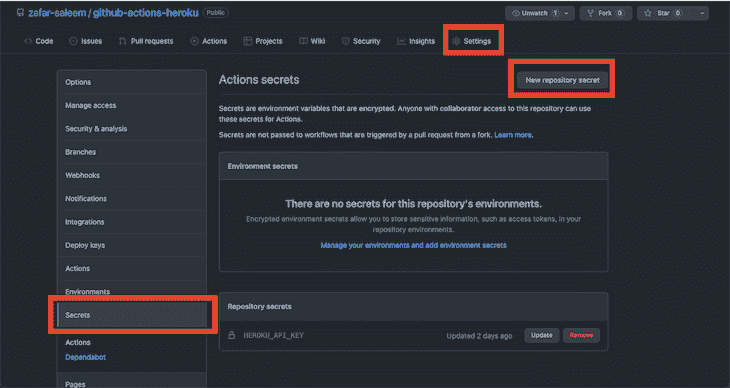 zafar-saleem / github-actions-heroku Public
Unwatch 1 Fork 0 Star 0
Code Issues Pull requests Actions Projects Wiki Security Insights Settings
Options
Manage access
Security & analysis
Branches
Webhooks
Notifications
Integrations
Deploy keys
Actions
Environments
Secrets
Actions
Dependabot
Pages
Actions secrets
New repository secret
Secrets are environment variables that are encrypted. Anyone with collaborator access to this repository can use
these secrets for Actions.
Secrets are not passed to workflows that are triggered by a pull request from a fork. Learn more.
Environment secrets
There are no secrets for this repository's environments.
Encrypted environment secrets allow you to store sensitive information, such as access tokens, in your
repository environments.
Manage your environments and add environment secrets
Repository secrets
HEROKU_API_KEY Updated 2 days ago Update Remove